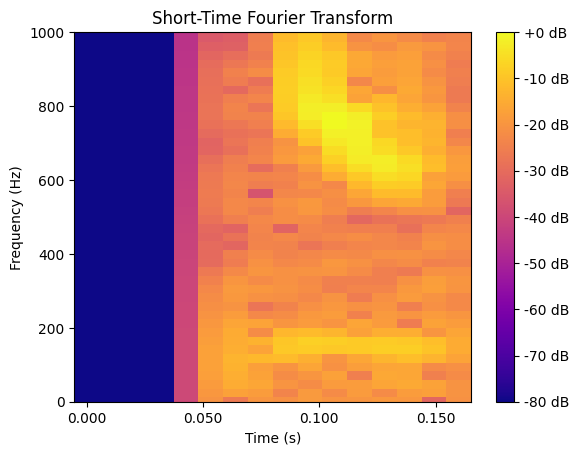 Short-Time Fourier Transform
1000
800
600
400
200
0
Frequency (Hz)
0.000
0.050
0.100
0.150
Time (s)
+0 dB
-10 dB
-20 dB
-30 dB
-40 dB
-50 dB
-60 dB
-70 dB
-80 dB